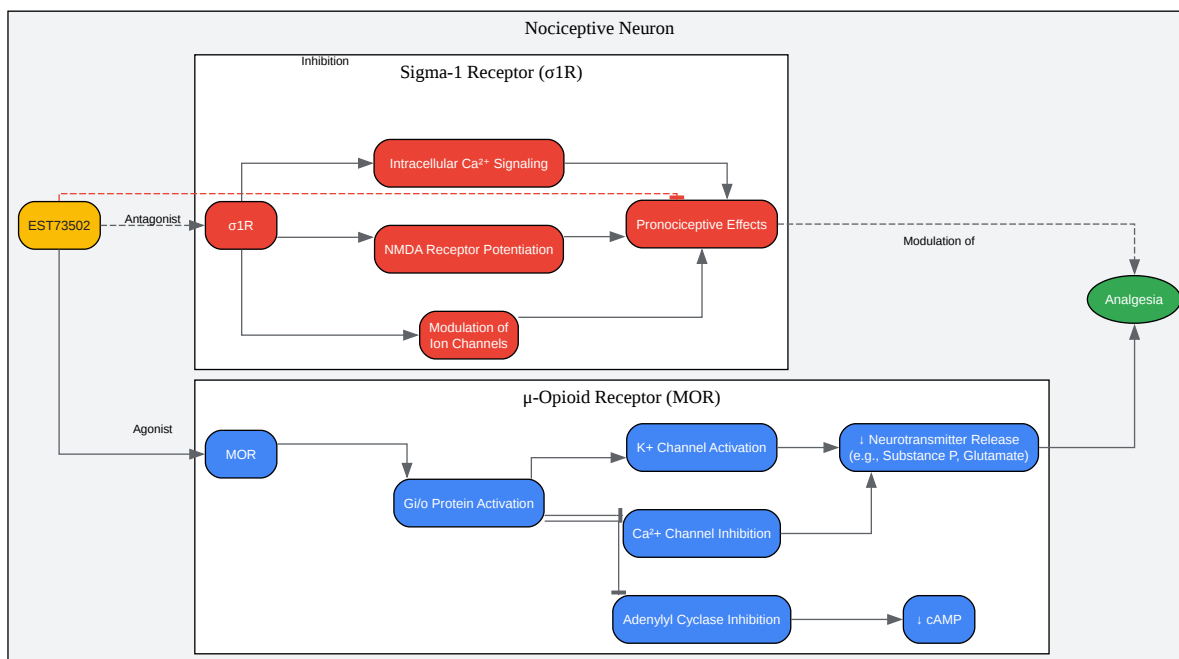 Nociceptive Neuron
Inhibition
Sigma-1 Receptor (σ1R)
Intracellular Ca²⁺ Signaling
EST73502
Antagonist
σ1R
Pronociceptive Effects
NMDA Receptor Potentiation
Modulation of
Analgesia
Modulation of
Ion Channels
μ-Opioid Receptor (MOR)
Agonist
MOR
K+ Channel Activation
↓ Neurotransmitter Release
(e.g., Substance P, Glutamate)
Gi/o Protein Activation
Ca²+ Channel Inhibition
Adenylyl Cyclase Inhibition
↓ cAMP